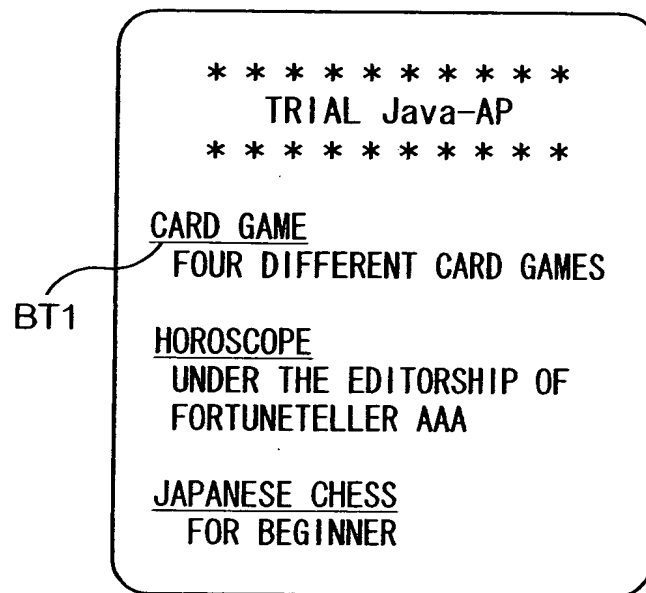 * * * * * * * * * *
TRIAL Java-AP
* * * * * * * * * *
CARD GAME
FOUR DIFFERENT CARD GAMES
BT1
HOROSCOPE
UNDER THE EDITORSHIP OF
FORTUNETELLER AAA
JAPANESE CHESS
FOR BEGINNER